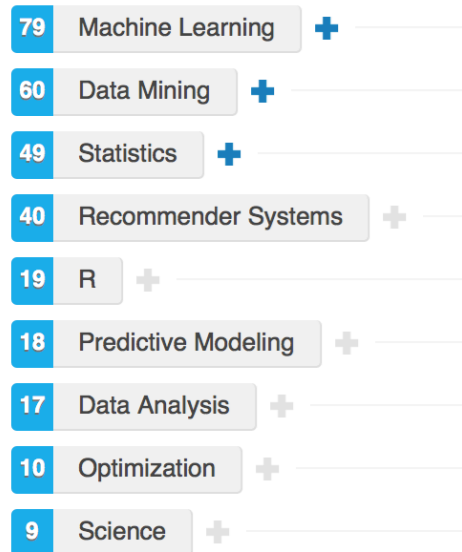 79 Machine Learning
60 Data Mining
49 Statistics
40 Recommender Systems
19 R
18 Predictive Modeling
17 Data Analysis
10 Optimization
9 Science